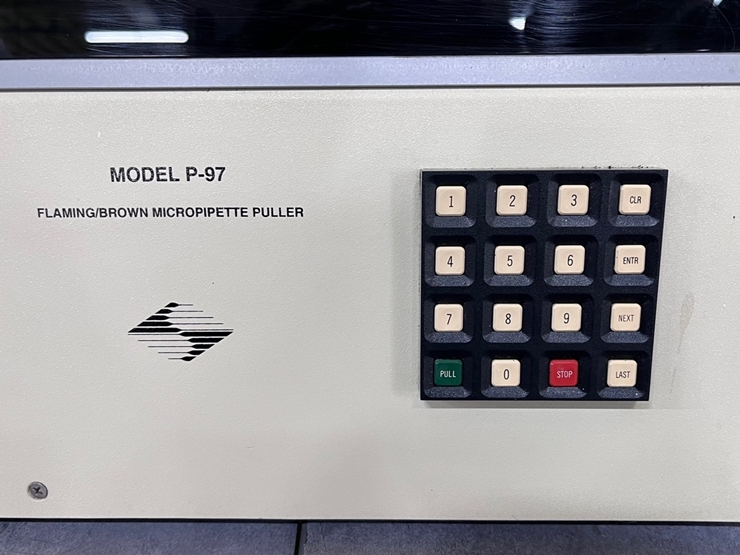 MODEL P-97
FLAMING/BROWN MICROPIPETTE PULLER
1 2 3 CLR
4 5 6 ENTR
7 8 9 NEXT
PULL 0 STOP LAST